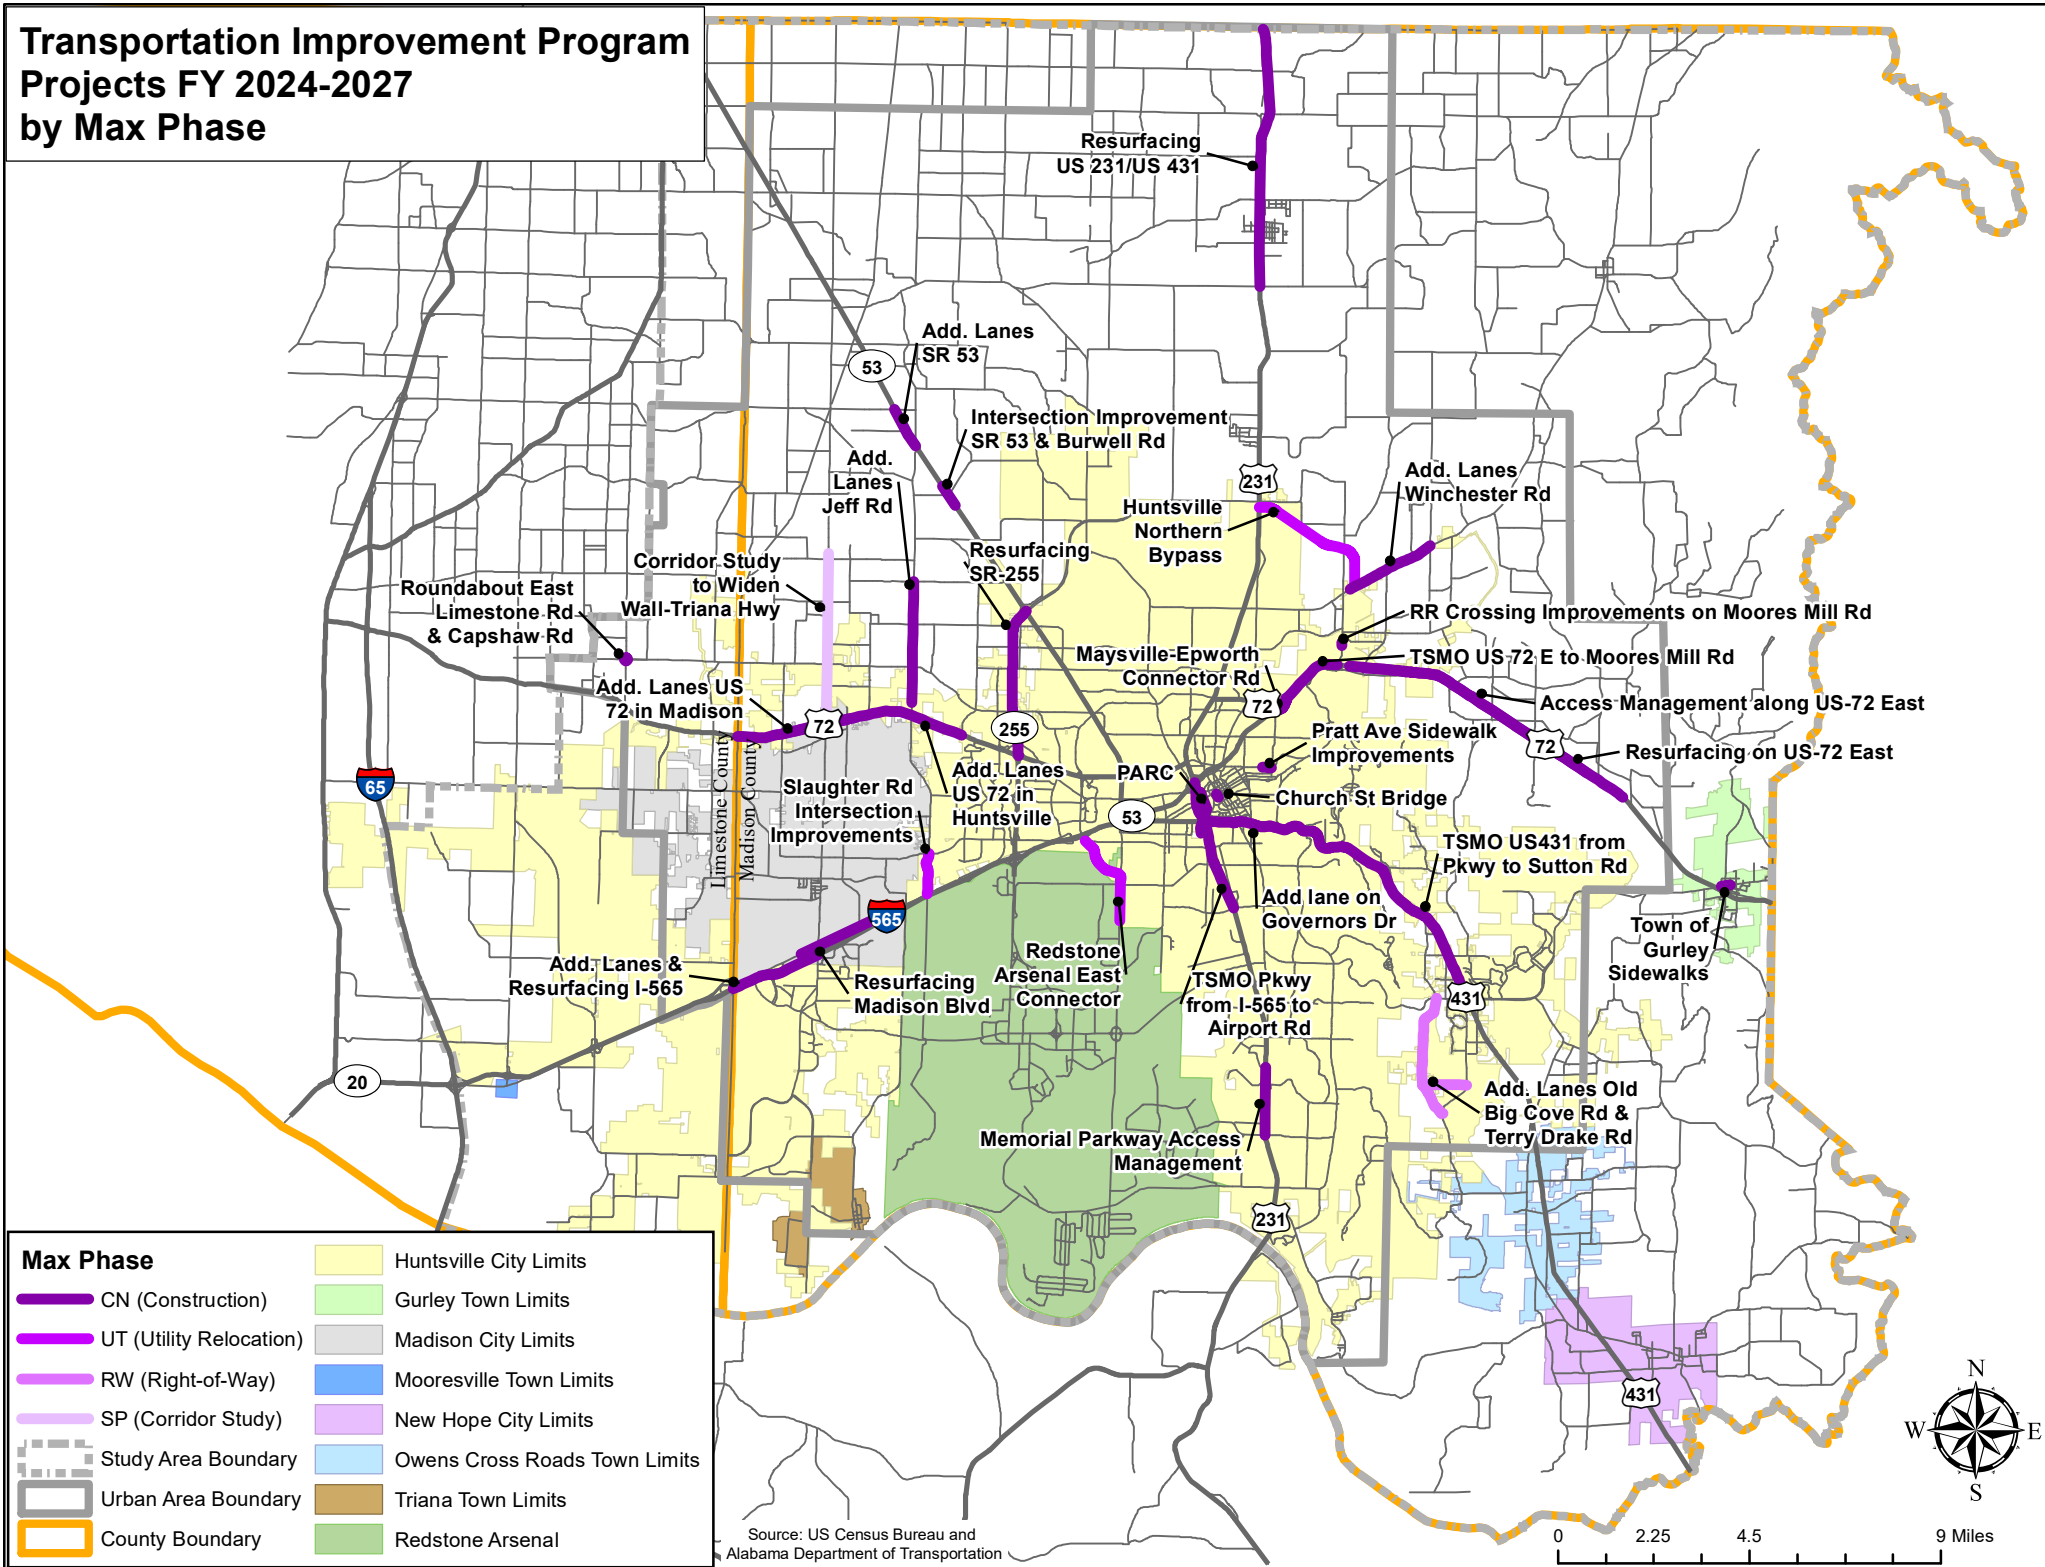 Transportation Improvement Program
Projects FY 2024-2027
by Max Phase
Resurfacing
US 231/US 431
Add. Lanes
SR 53
53
Intersection Improvement
SR 53 & Burwell Rd
Add.
Lanes
Jeff Rd
231
Add. Lanes
Winchester Rd
Huntsville
Northern
Bypass
Resurfacing
SR-255
Corridor Study
to Widen
Wall-Triana Hwy
Roundabout East
Limestone Rd
& Capshaw Rd
RR Crossing Improvements on Moores Mill Rd
Maysville-Epworth
Connector Rd
TSMO US 72 E to Moores Mill Rd
Add. Lanes US
72 in Madison
72
255
72
Access Management along US-72 East
Pratt Ave Sidewalk
Improvements
72
Resurfacing on US-72 East
Limestone County
Madison County
65
Slaughter Rd
Intersection
Improvements
Add. Lanes
US 72 in
Huntsville
PARC
Church St Bridge
53
TSMO US431 from
Pkwy to Sutton Rd
Add lane on
Governors Dr
565
Town of
Gurley
Sidewalks
Add. Lanes &
Resurfacing I-565
Resurfacing
Madison Blvd
Redstone
Arsenal East
Connector
TSMO Pkwy
from I-565 to
Airport Rd
431
20
Add. Lanes Old
Big Cove Rd &
Terry Drake Rd
Memorial Parkway Access
Management
231
431
Max Phase
CN (Construction)
UT (Utility Relocation)
RW (Right-of-Way)
SP (Corridor Study)
Study Area Boundary
Urban Area Boundary
County Boundary
Huntsville City Limits
Gurley Town Limits
Madison City Limits
Mooresville Town Limits
New Hope City Limits
Owens Cross Roads Town Limits
Triana Town Limits
Redstone Arsenal
Source: US Census Bureau and
Alabama Department of Transportation
N
W E
S
0 2.25 4.5 9 Miles